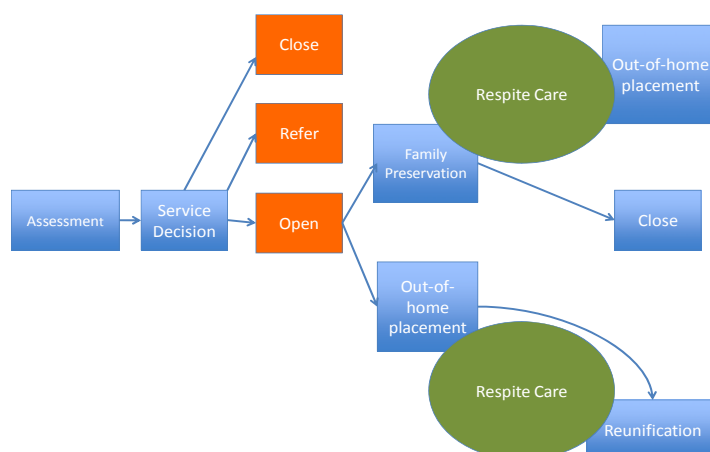 Close
Refer
Assessment
Service
Decision
Open
Family
Preservation
Respite Care
Out-of-home
placement
Close
Out-of-
home
placement
Respite Care
Reunification